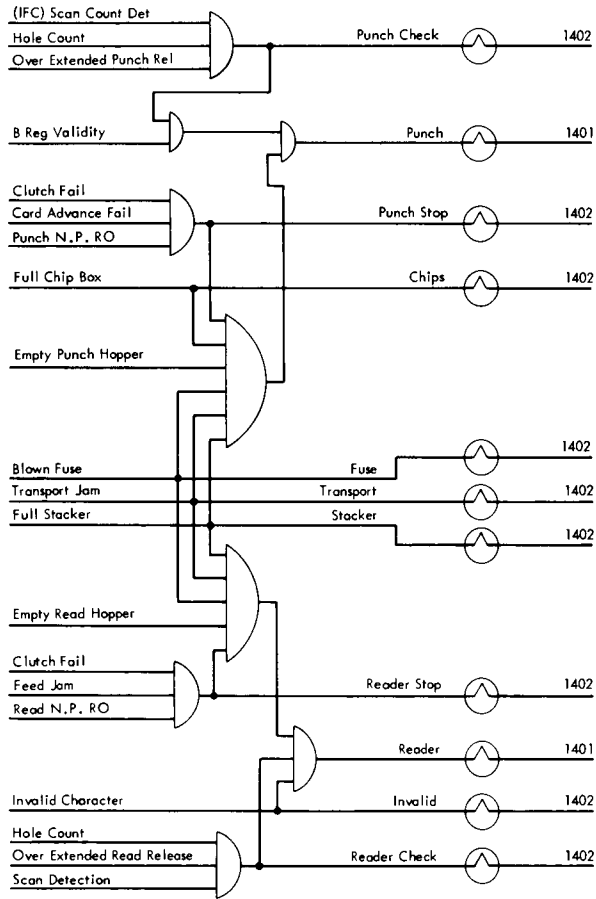 (IFC) Scan Count Det
Hole Count
Over Extended Punch Rel
Punch Check
1402
B Reg Validity
Punch
1401
Clutch Fail
Card Advance Fail
Punch N.P. RO
Punch Stop
1402
Full Chip Box
Chips
1402
Empty Punch Hopper
1402
Blown Fuse
Fuse
Transport Jam
Transport
1402
Full Stacker
Stacker
1402
Empty Read Hopper
Clutch Fail
Feed Jam
Read N.P. RO
Reader Stop
1402
Reader
1401
Invalid Character
Invalid
1402
Hole Count
Over Extended Read Release
Scan Detection
Reader Check
1402